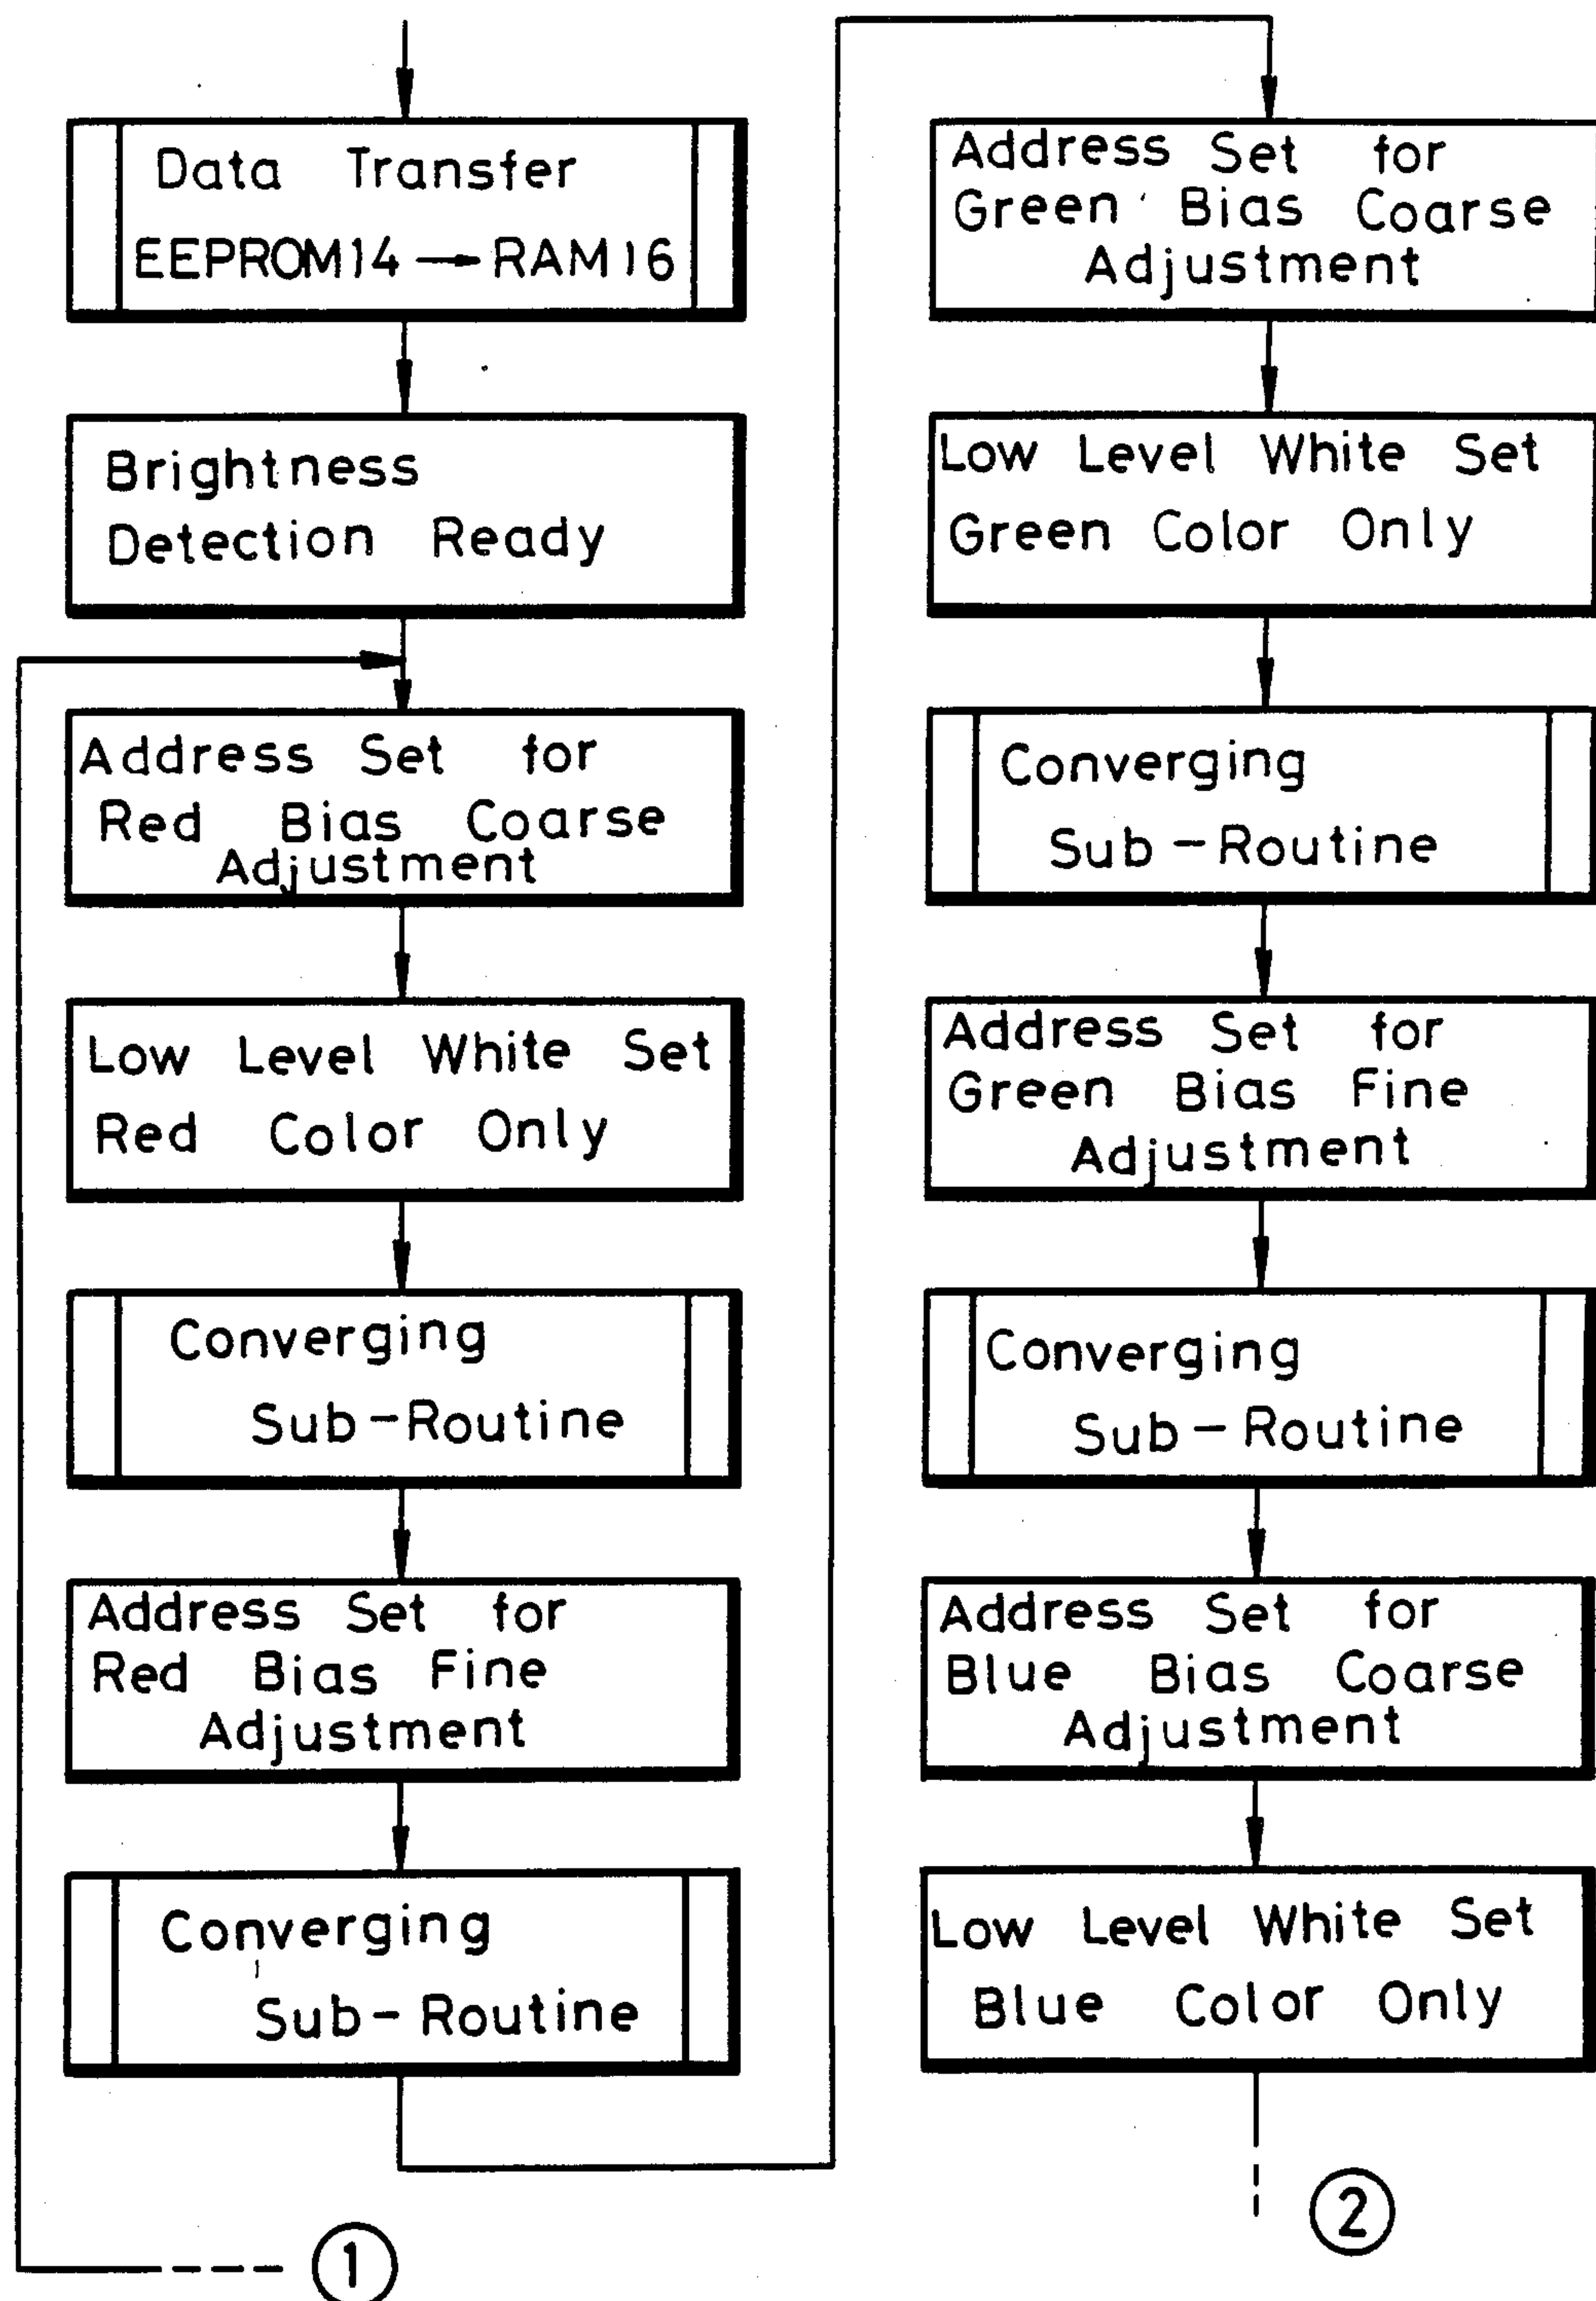 Data Transfer
EEPROM14 → RAM16
Brightness
Detection Ready
Address Set for
Red Bias Coarse
Adjustment
Low Level White Set
Red Color Only
Converging
Sub-Routine
Address Set for
Red Bias Fine
Adjustment
Converging
Sub-Routine
1
Address Set for
Green Bias Coarse
Adjustment
Low Level White Set
Green Color Only
Converging
Sub-Routine
Address Set for
Green Bias Fine
Adjustment
Converging
Sub-Routine
Address Set for
Blue Bias Coarse
Adjustment
Low Level White Set
Blue Color Only
2